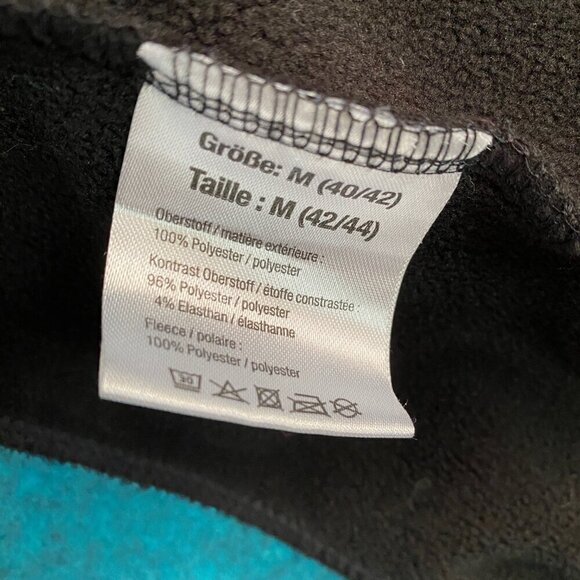 Größe: M (40/42)
Taille : M (42/44)
Oberstoff / matière extérieure :
100% Polyester / polyester
Kontrast Oberstoff / étoffe constrastée :
96% Polyester / polyester
4% Elasthan / élasthanne
Fleece / polaire :
100% Polyester / polyester
30